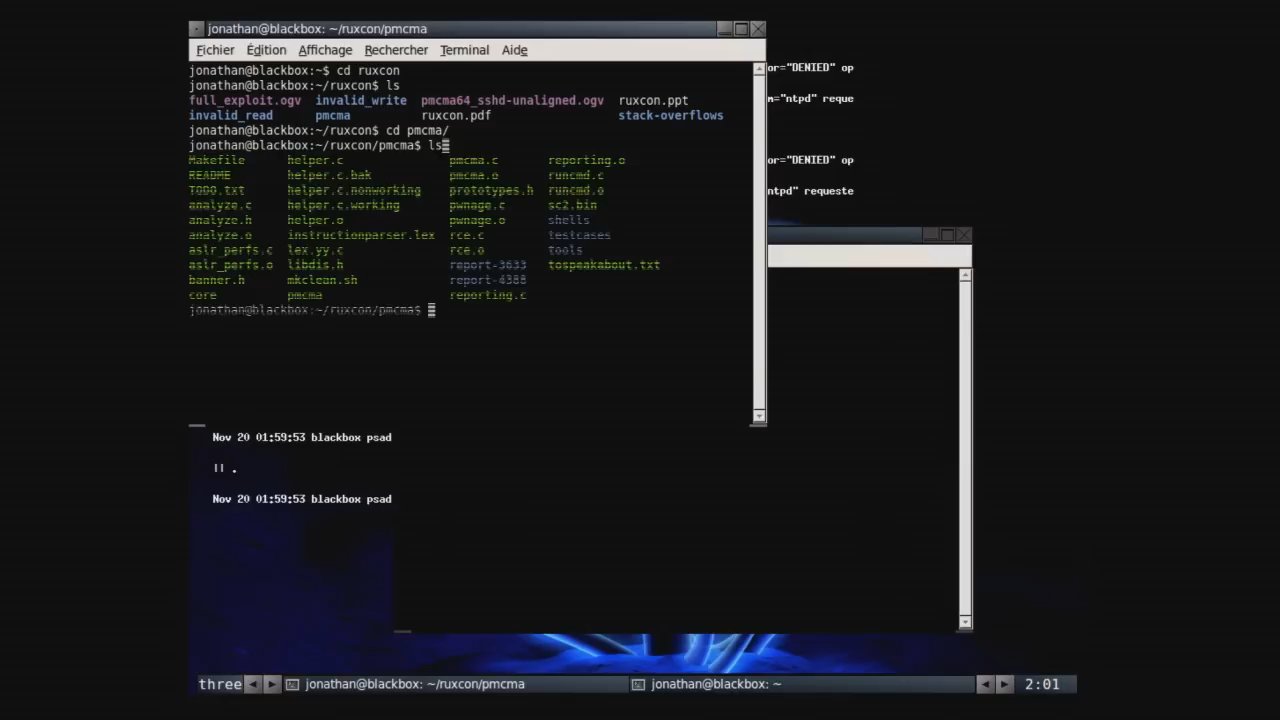 jonathan@blackbox: ~/ruxcon/pmcma
Fichier Édition Affichage Rechercher Terminal Aide
jonathan@blackbox:~$ cd ruxcon
jonathan@blackbox:~/ruxcon$ ls
full_exploit.ogv invalid_write pmcma64_sshd-unaligned.ogv ruxcon.ppt
invalid_read pmcma ruxcon.pdf stack-overflows
jonathan@blackbox:~/ruxcon$ cd pmcma/
jonathan@blackbox:~/ruxcon/pmcma$ ls
Makefile helper.c pmcma.c reporting.o
README helper.c.bak pmcma.o runcmd.c
TODO.txt helper.c.nonworking prototypes.h runcmd.o
analyze.c helper.c.working pwnage.c sc2.bin
analyze.h helper.o pwnage.o shells
analyze.o instructionparser.lex rce.c testcases
aslr_perfs.c lex.yy.c rce.o tools
aslr_perfs.o libdis.h report-3633 tospeakabout.txt
banner.h mkclean.sh report-4388
core pmcma reporting.c
jonathan@blackbox:~/ruxcon/pmcma$
or="DENIED" op
m="ntpd" reque
or="DENIED" op
ntpd" requeste
Nov 20 01:59:53 blackbox psad
Nov 20 01:59:53 blackbox psad
three jonathan@blackbox: ~/ruxcon/pmcma jonathan@blackbox: ~ 2:01